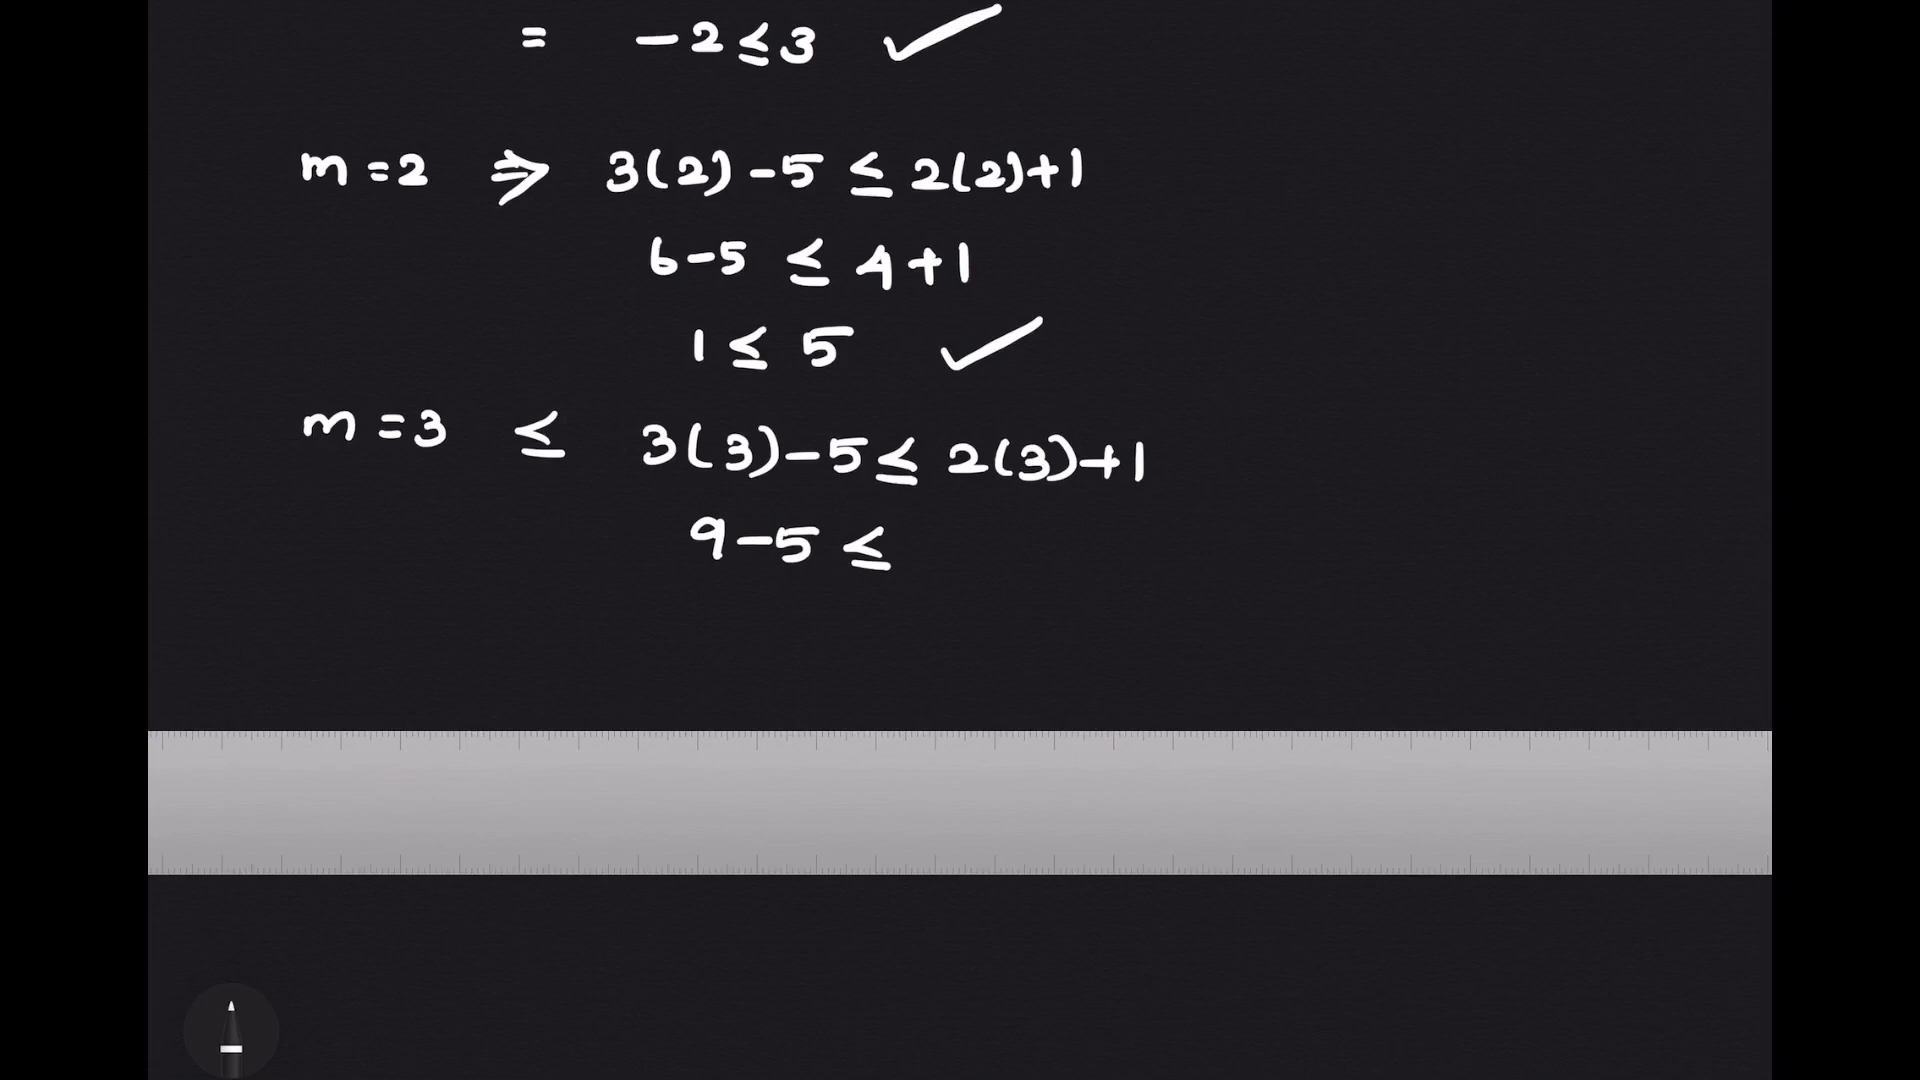 = -2 ≤ 3 ✓
m = 2 ⇒ 3(2) - 5 ≤ 2(2) + 1
6 - 5 ≤ 4 + 1
1 ≤ 5 ✓
m = 3 ≤ 3(3) - 5 ≤ 2(3) + 1
9 - 5 ≤